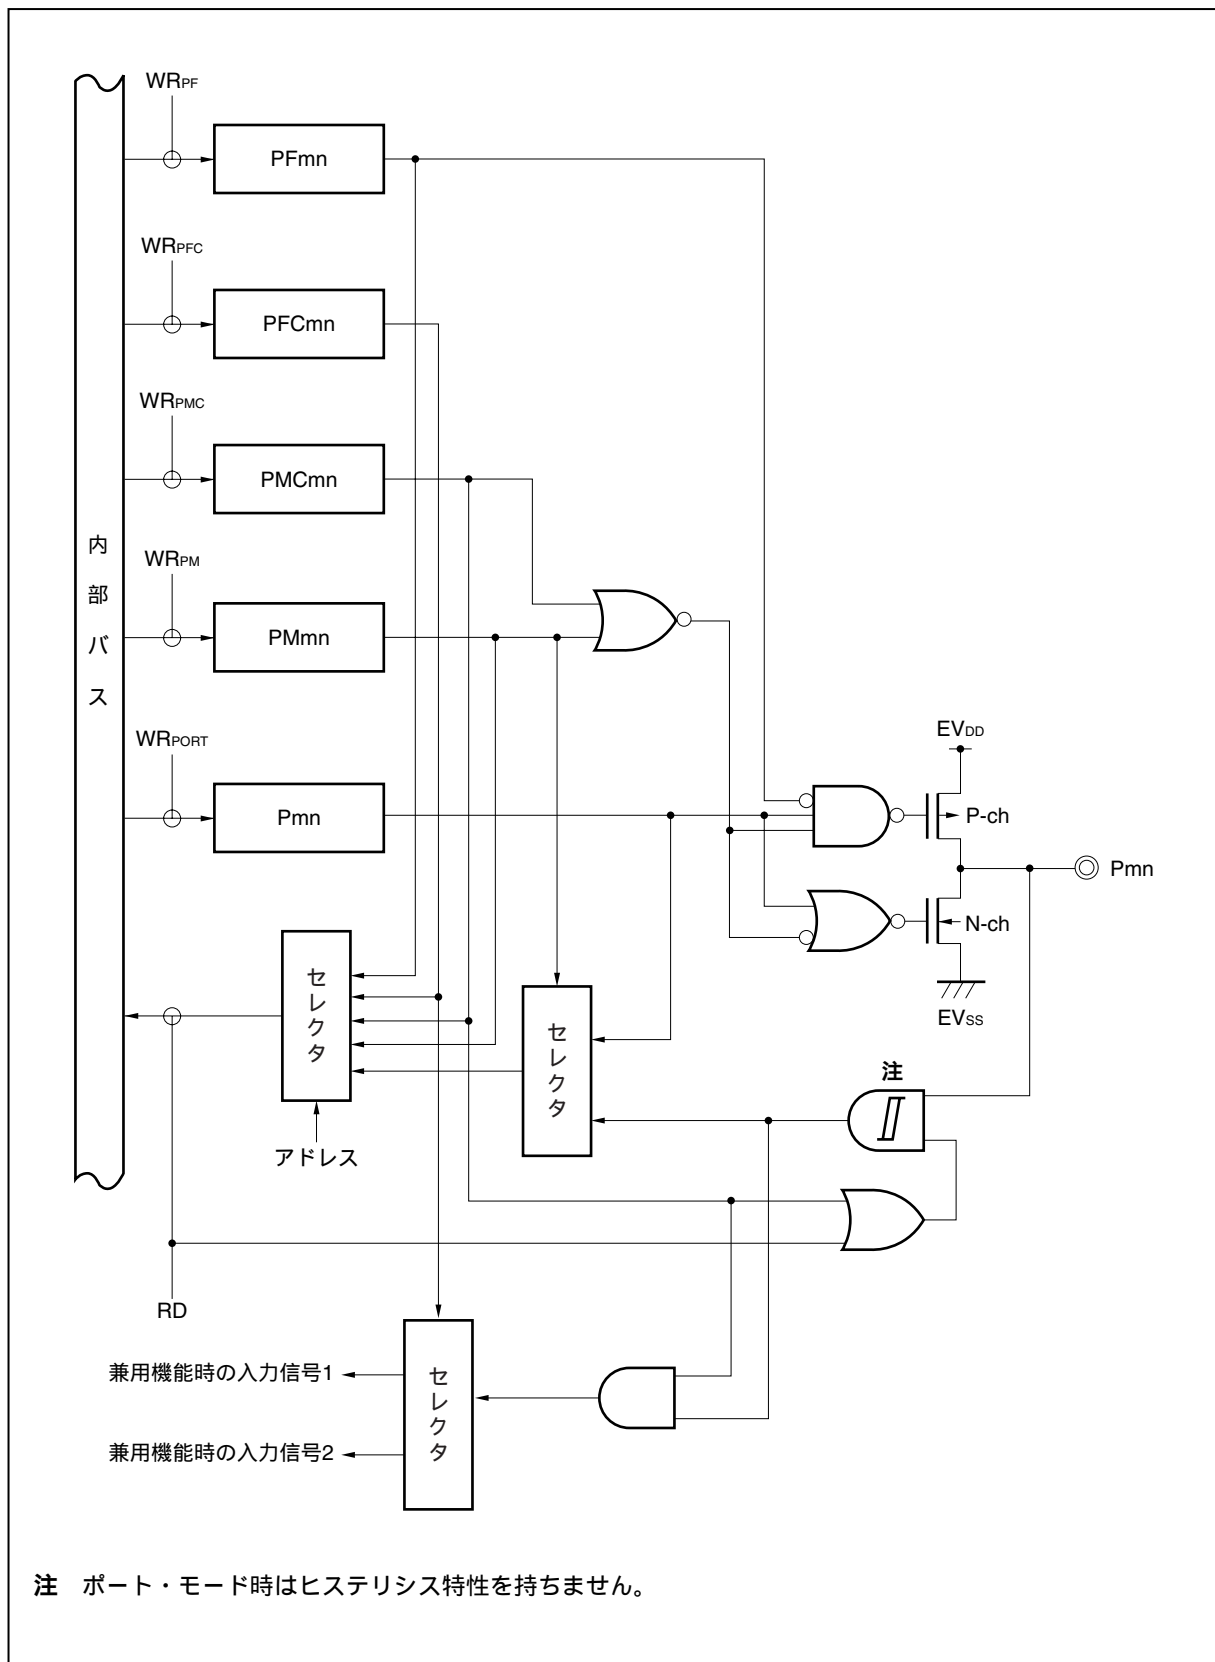 WRPF
PFmn
WRPFC
PFCmn
WRPMC
PMCmn
内部バス
WRPM
PMmn
WRPORT
Pmn
EVDD
P-ch
Pmn
N-ch
EVSS
セレクタ
セレクタ
注
アドレス
RD
兼用機能時の入力信号1
セレクタ
兼用機能時の入力信号2
注 ポート・モード時はヒステリシス特性を持ちません。